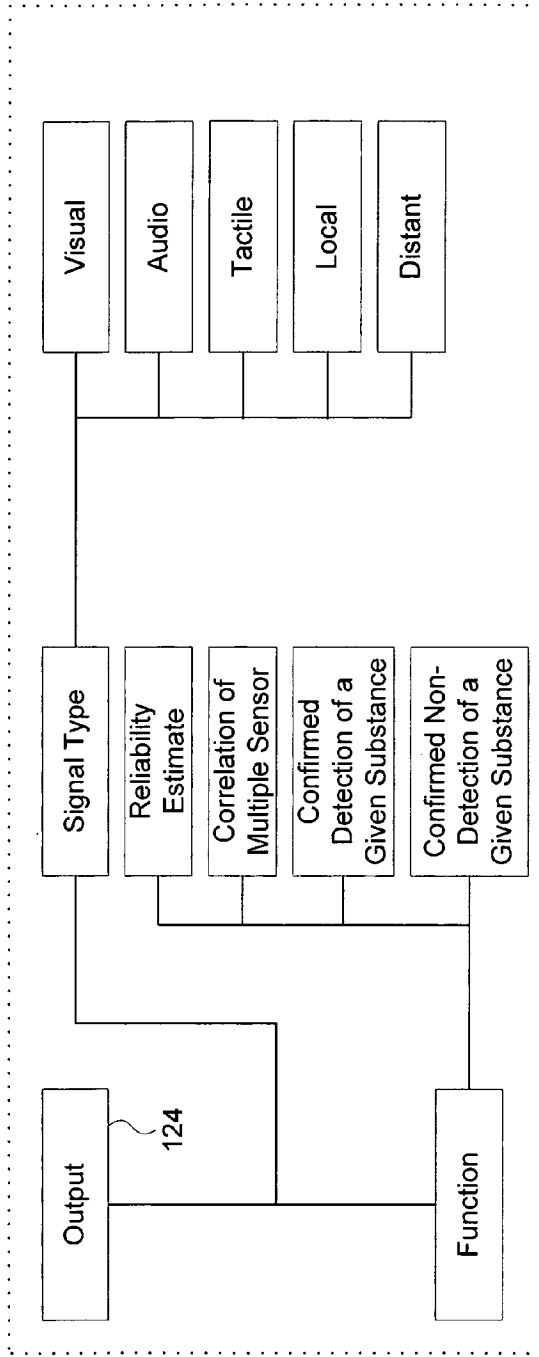 Output
124
Function
Signal Type
Reliability
Estimate
Correlation of
Multiple Sensor
Confirmed
Detection of a
Given Substance
Confirmed Non-
Detection of a
Given Substance
Visual
Audio
Tactile
Local
Distant